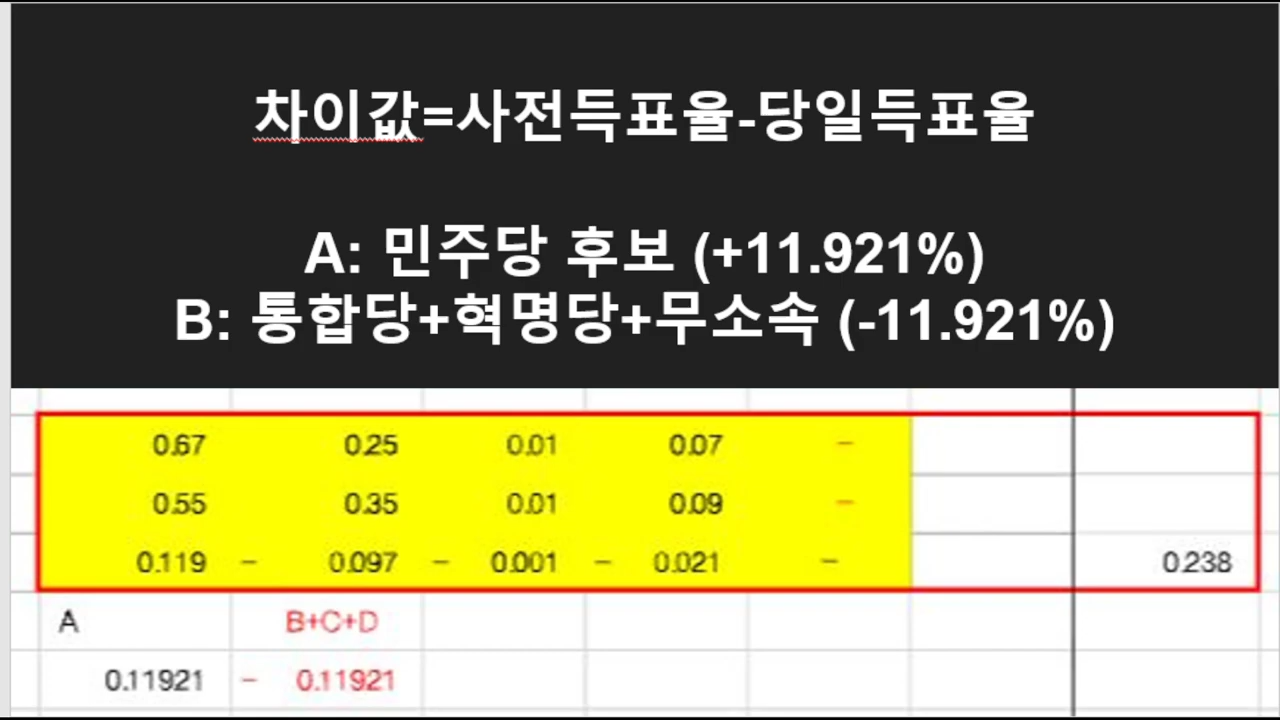 차이값=사전득표율-당일득표율
A: 민주당 후보 (+11.921%)
B: 통합당+혁명당+무소속 (-11.921%)
0.67 0.25 0.01 0.07 –
0.55 0.35 0.01 0.09 –
0.119 – 0.097 – 0.001 – 0.021 – 0.238
A B+C+D
0.11921 – 0.11921